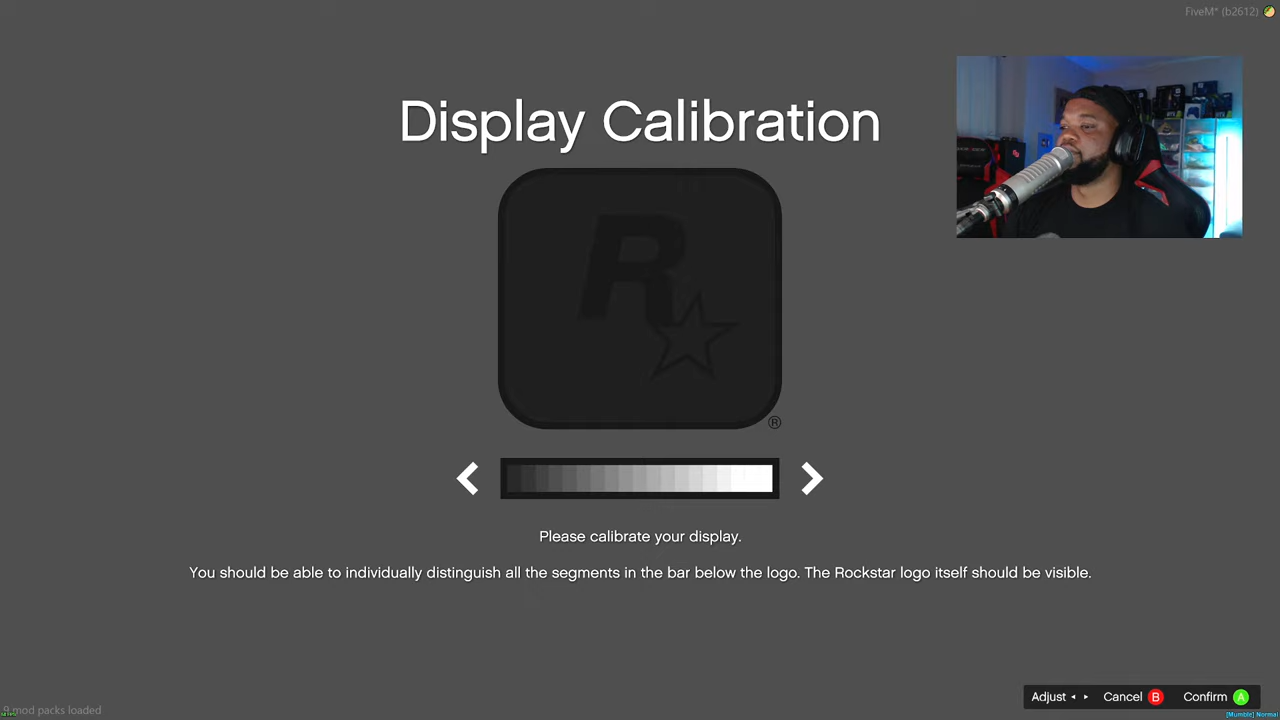 FiveM* (b2612)
Display Calibration
R
®
Please calibrate your display.
You should be able to individually distinguish all the segments in the bar below the logo. The Rockstar logo itself should be visible.
Adjust Cancel B Confirm A
9 mod packs loaded
[Mumble] Normal